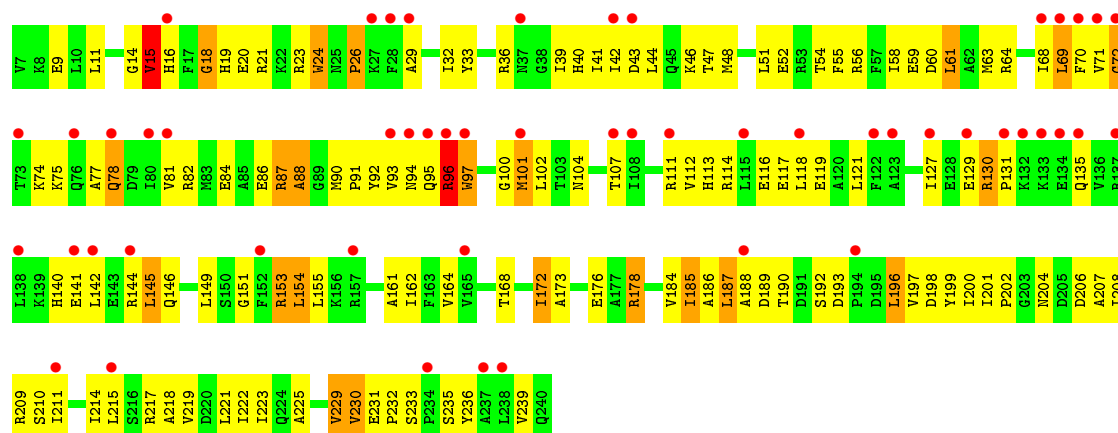 V7 K8 E9 L10 L11 G14 V15 H16 F17 G18 H19 E20 R21 K22 R23 W24 N25 P26 K27 F28 A29 I32 Y33 R36 N37 G38 I39 H40 I41 I42 D43 L44 Q45 K46 T47 M48 L51 E52 R53 T54 F55 R56 F57 I58 E59 D60 L61 A62 M63 R64 I68 L69 F70 V71 G72
T73 K74 K75 Q76 A77 Q78 D79 I80 V81 R82 M83 E84 A85 E86 R87 A88 G89 M90 P91 Y92 V93 N94 Q95 R96 W97 G100 M101 L102 T103 N104 T107 I108 R111 V112 H113 R114 L115 E116 E117 L118 E119 A120 L121 F122 A123 I127 E128 E129 R130 P131 K132 K133 E134 Q135 V136 R137
L138 K139 H140 E141 L142 E143 R144 L145 Q146 L149 S150 G151 F152 R153 L154 L155 K156 R157 A161 I162 F163 V164 V165 T168 I172 A173 E176 A177 R178 V184 I185 A186 L187 A188 D189 T190 D191 S192 D193 P194 D195 L196 V197 D198 Y199 I200 I201 P202 G203 N204 D205 D206 A207 I208
R209 S210 I211 I214 L215 S216 R217 A218 V219 D220 L221 I222 I223 Q224 A225 V229 V230 E231 P232 S233 P234 S235 Y236 A237 L238 V239 Q240